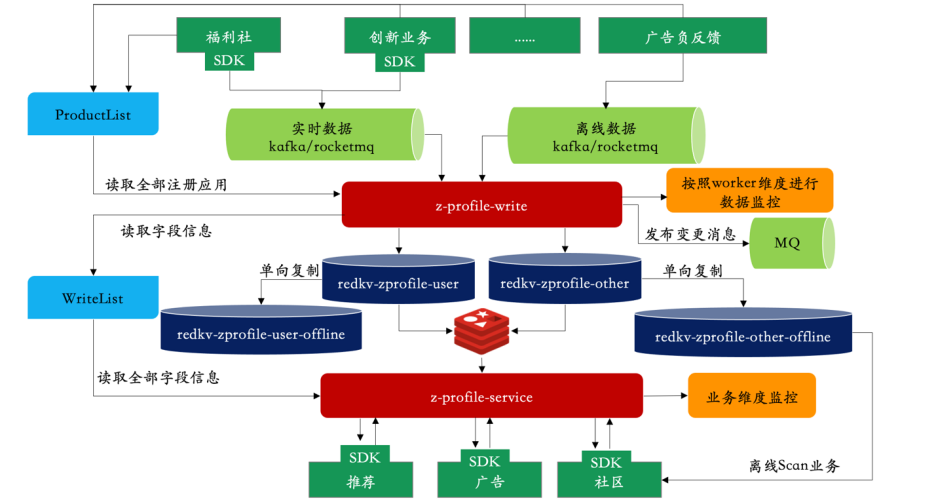 福利社
SDK
创新业务
SDK
......
广告负反馈
ProductList
实时数据
kafka/rocketmq
离线数据
kafka/rocketmq
读取全部注册应用
z-profile-write
按照worker维度进行
数据监控
读取字段信息
发布变更消息
MQ
单向复制
redkv-zprofile-user
redkv-zprofile-other
单向复制
WriteList
redkv-zprofile-user-offline
redkv-zprofile-other-offline
读取全部字段信息
z-profile-service
业务维度监控
SDK
推荐
SDK
广告
SDK
社区
离线Scan业务